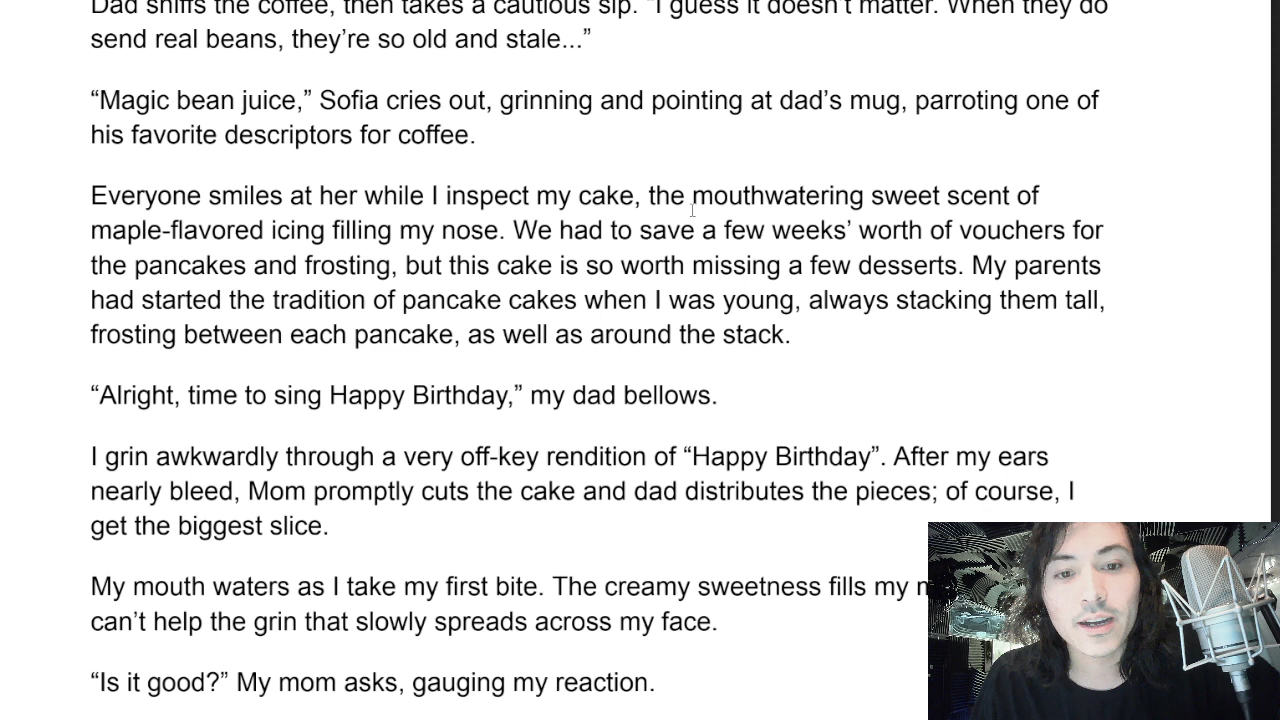 Dad sniffs the coffee, then takes a cautious sip. “I guess it doesn’t matter. When they do
send real beans, they’re so old and stale...”
“Magic bean juice,” Sofia cries out, grinning and pointing at dad’s mug, parroting one of
his favorite descriptors for coffee.
Everyone smiles at her while I inspect my cake, the mouthwatering sweet scent of
maple-flavored icing filling my nose. We had to save a few weeks’ worth of vouchers for
the pancakes and frosting, but this cake is so worth missing a few desserts. My parents
had started the tradition of pancake cakes when I was young, always stacking them tall,
frosting between each pancake, as well as around the stack.
“Alright, time to sing Happy Birthday,” my dad bellows.
I grin awkwardly through a very off-key rendition of “Happy Birthday”. After my ears
nearly bleed, Mom promptly cuts the cake and dad distributes the pieces; of course, I
get the biggest slice.
My mouth waters as I take my first bite. The creamy sweetness fills my
can’t help the grin that slowly spreads across my face.
“Is it good?” My mom asks, gauging my reaction.